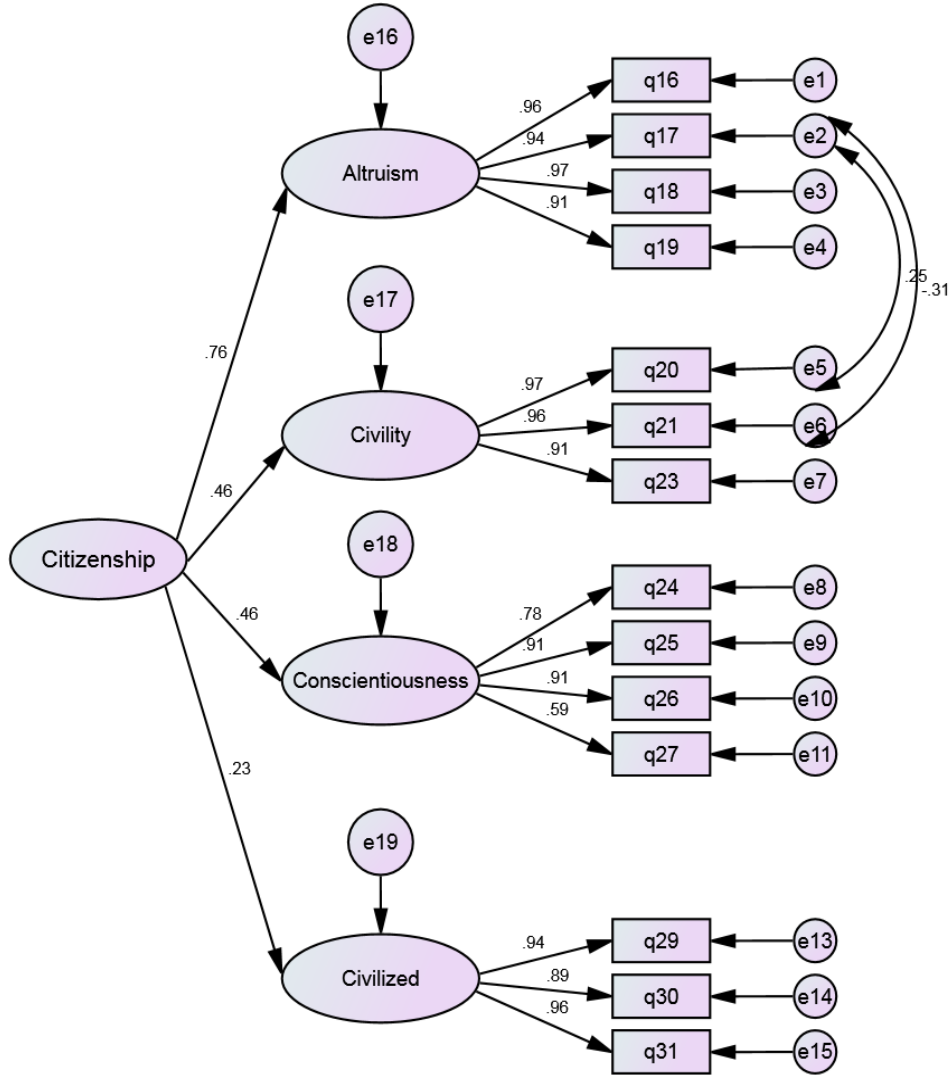 e16
q16
e1
.96
q17
e2
.94
Altruism
.97
q18
e3
.91
q19
e4
.25
-.31
e17
.76
q20
e5
.97
Civility
.96
q21
e6
.91
q23
e7
.46
e18
Citizenship
q24
e8
.78
.46
.91
q25
e9
Conscientiousness
.91
q26
e10
.59
q27
e11
.23
e19
q29
e13
.94
Civilized
.89
q30
e14
.96
q31
e15